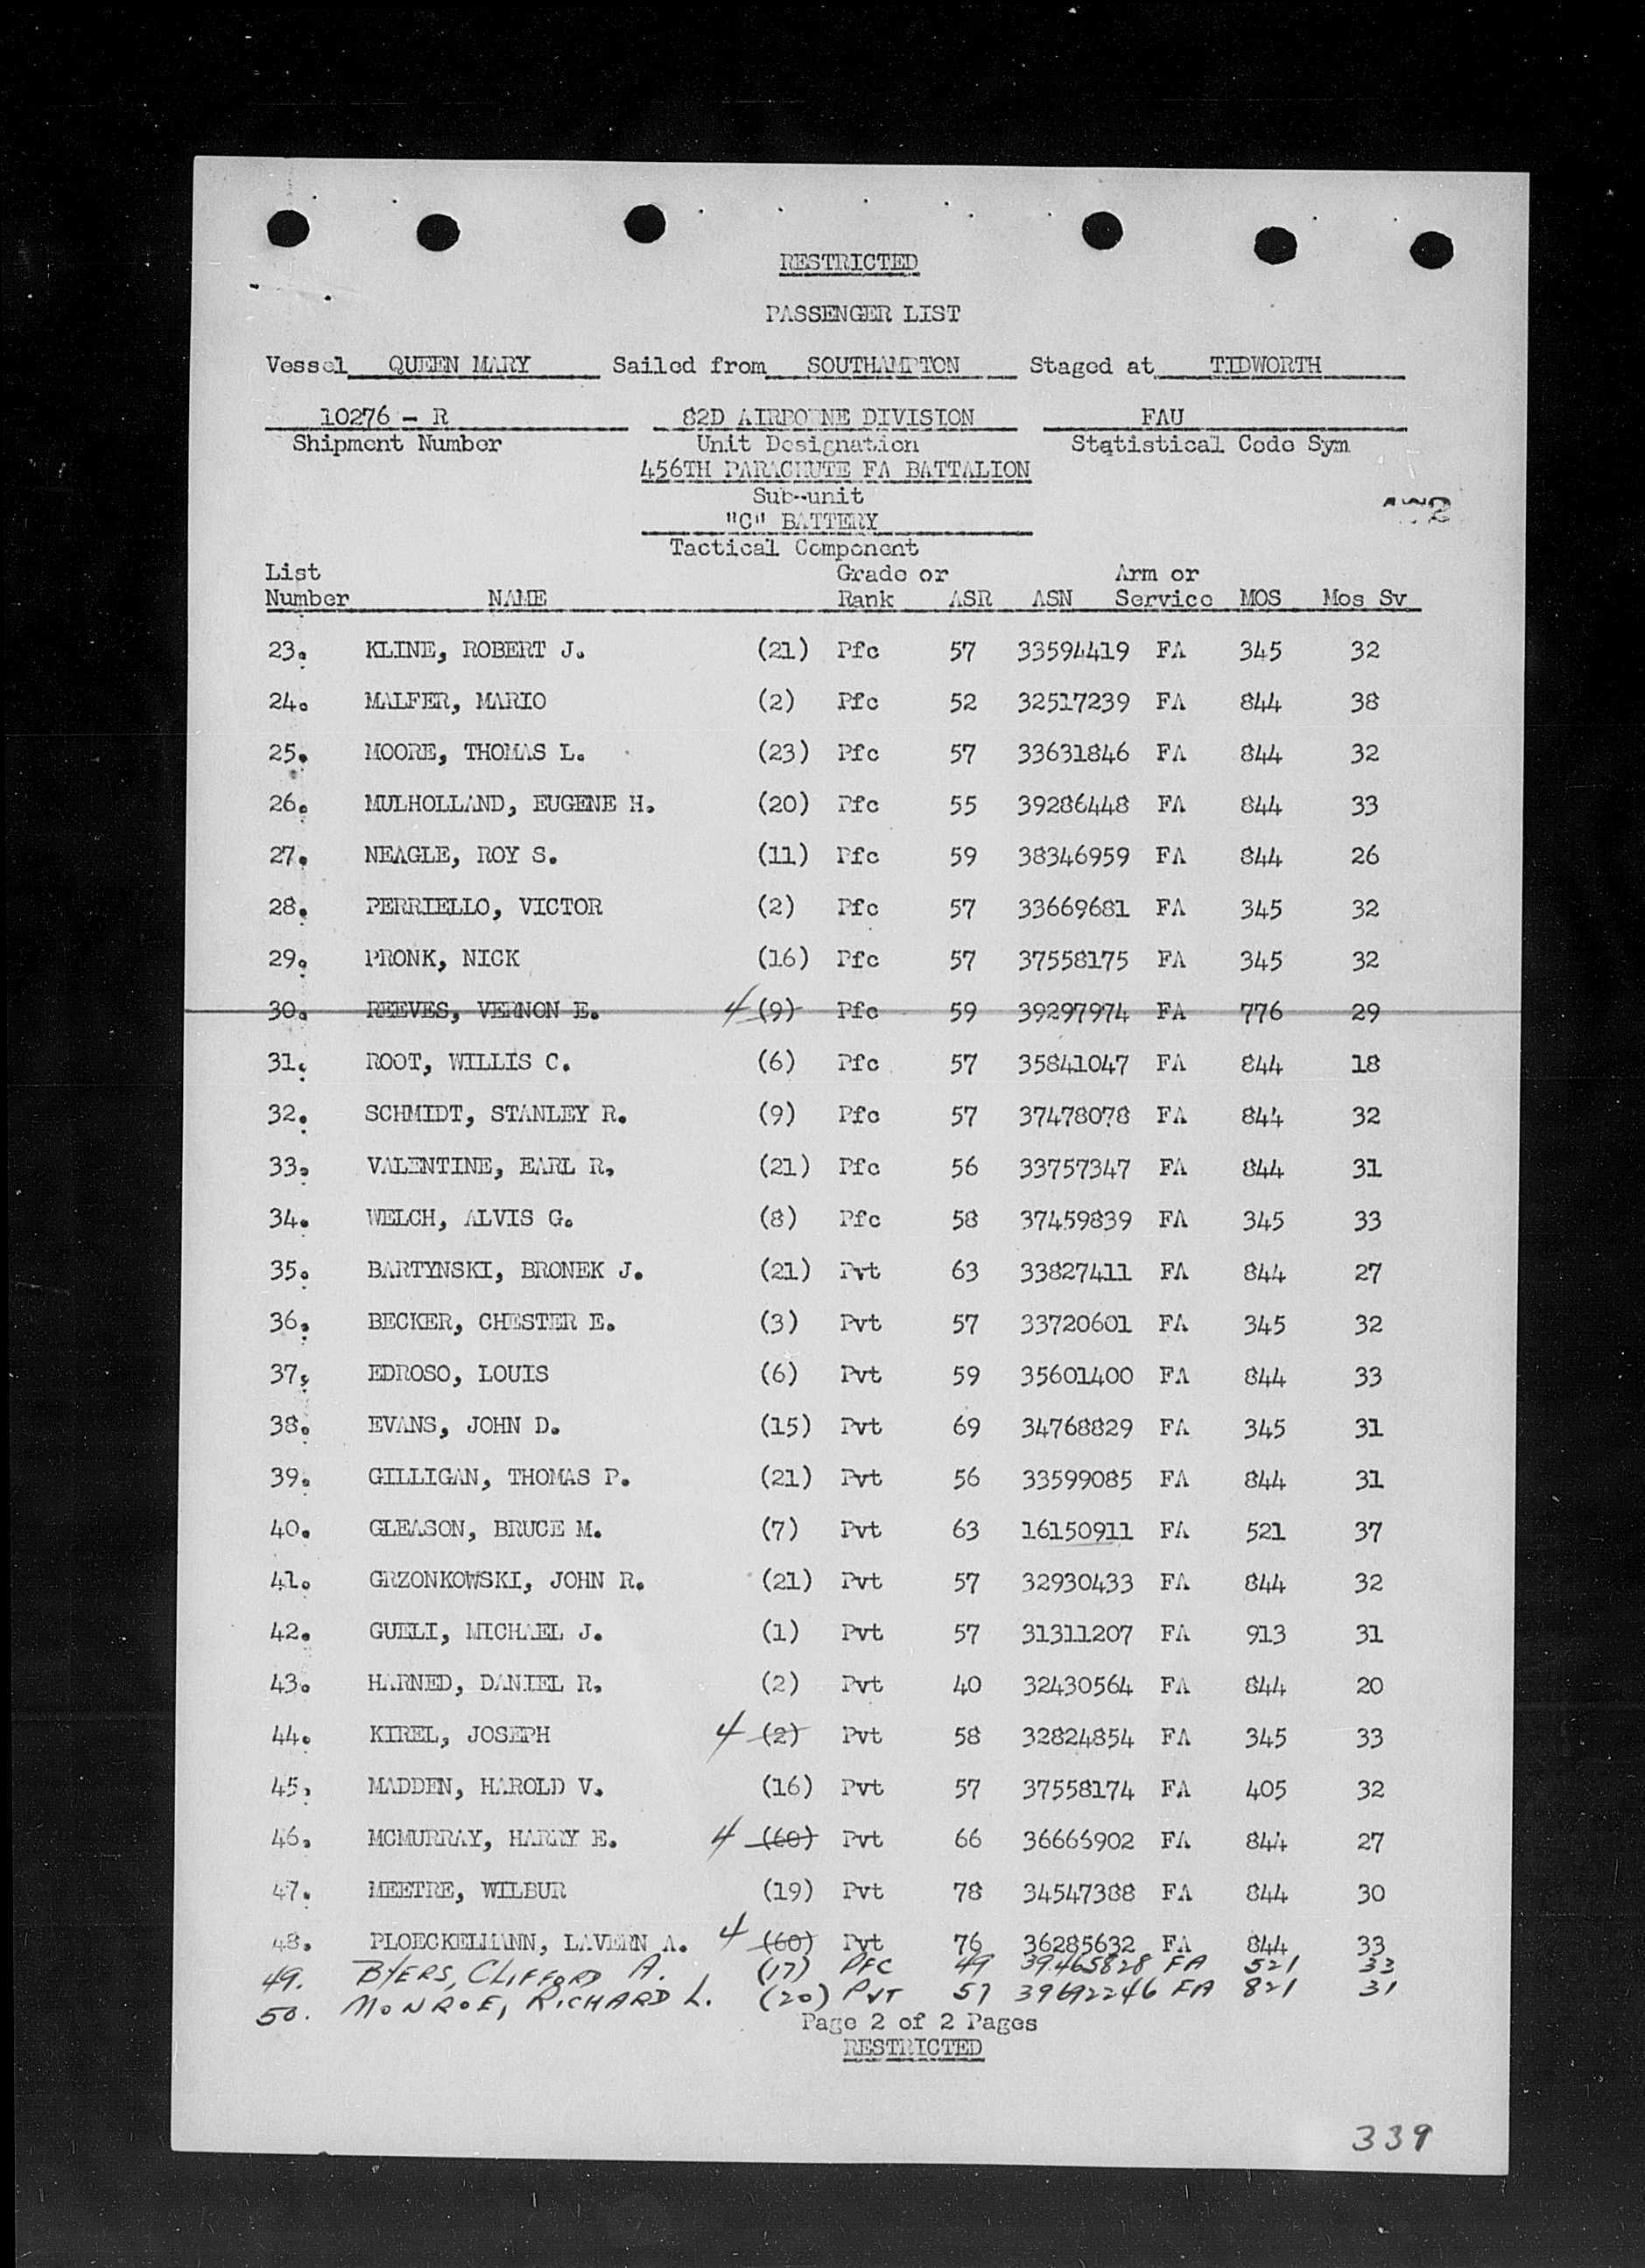 RESTRICTED
PASSENGER LIST
Vessel QUEEN MARY Sailed from SOUTHAMPTON Staged at TIDWORTH
10276 - R 82D AIRBORNE DIVISION FAU
Shipment Number Unit Designation Statistical Code Sym
456TH PARACHUTE FA BATTALION
Sub-unit
"C" BATTERY
Tactical Component
List Grade or Arm or
Number NAME Rank ASR ASN Service MOS Mos Sv
23. KLINE, ROBERT J. (21) Pfc 57 33594419 FA 345 32
24. MALFER, MARIO (2) Pfc 52 32517239 FA 844 38
25. MOORE, THOMAS L. (23) Pfc 57 33631846 FA 844 32
26. MULHOLLAND, EUGENE H. (20) Pfc 55 39286448 FA 844 33
27. NEAGLE, ROY S. (11) Pfc 59 38346959 FA 844 26
28. PERRIELLO, VICTOR (2) Pfc 57 33669681 FA 345 32
29. PRONK, NICK (16) Pfc 57 37558175 FA 345 32
30. REEVES, VERNON E. 4 (9) Pfc 59 39297974 FA 776 29
31. ROOT, WILLIS C. (6) Pfc 57 35841047 FA 844 18
32. SCHMIDT, STANLEY R. (9) Pfc 57 37478078 FA 844 32
33. VALENTINE, EARL R. (21) Pfc 56 33757347 FA 844 31
34. WELCH, ALVIS G. (8) Pfc 58 37459839 FA 345 33
35. BARTYNSKI, BRONEK J. (21) Pvt 63 33827411 FA 844 27
36. BECKER, CHESTER E. (3) Pvt 57 33720601 FA 345 32
37. EDROSO, LOUIS (6) Pvt 59 35601400 FA 844 33
38. EVANS, JOHN D. (15) Pvt 69 34768829 FA 345 31
39. GILLIGAN, THOMAS P. (21) Pvt 56 33599085 FA 844 31
40. GLEASON, BRUCE M. (7) Pvt 63 16150911 FA 521 37
41. GRZONKOWSKI, JOHN R. (21) Pvt 57 32930433 FA 844 32
42. GUELI, MICHAEL J. (1) Pvt 57 31311207 FA 913 31
43. HARNED, DANIEL R. (2) Pvt 40 32430564 FA 844 20
44. KIREL, JOSEPH 4 (2) Pvt 58 32824854 FA 345 33
45. MADDEN, HAROLD V. (16) Pvt 57 37558174 FA 405 32
46. MCMURRAY, HARRY E. 4 (60) Pvt 66 36665902 FA 844 27
47. MEETRE, WILBUR (19) Pvt 78 34547388 FA 844 30
48. PLOECKELMANN, LAVERN A. 4 (60) Pvt 76 36285632 FA 844 33
49. BYERS, CLIFFORD A. (17) PFC 49 39465828 FA 521 33
50. MONROE, RICHARD L. (20) PVT 57 39692246 FA 821 31
Page 2 of 2 Pages
RESTRICTED
339